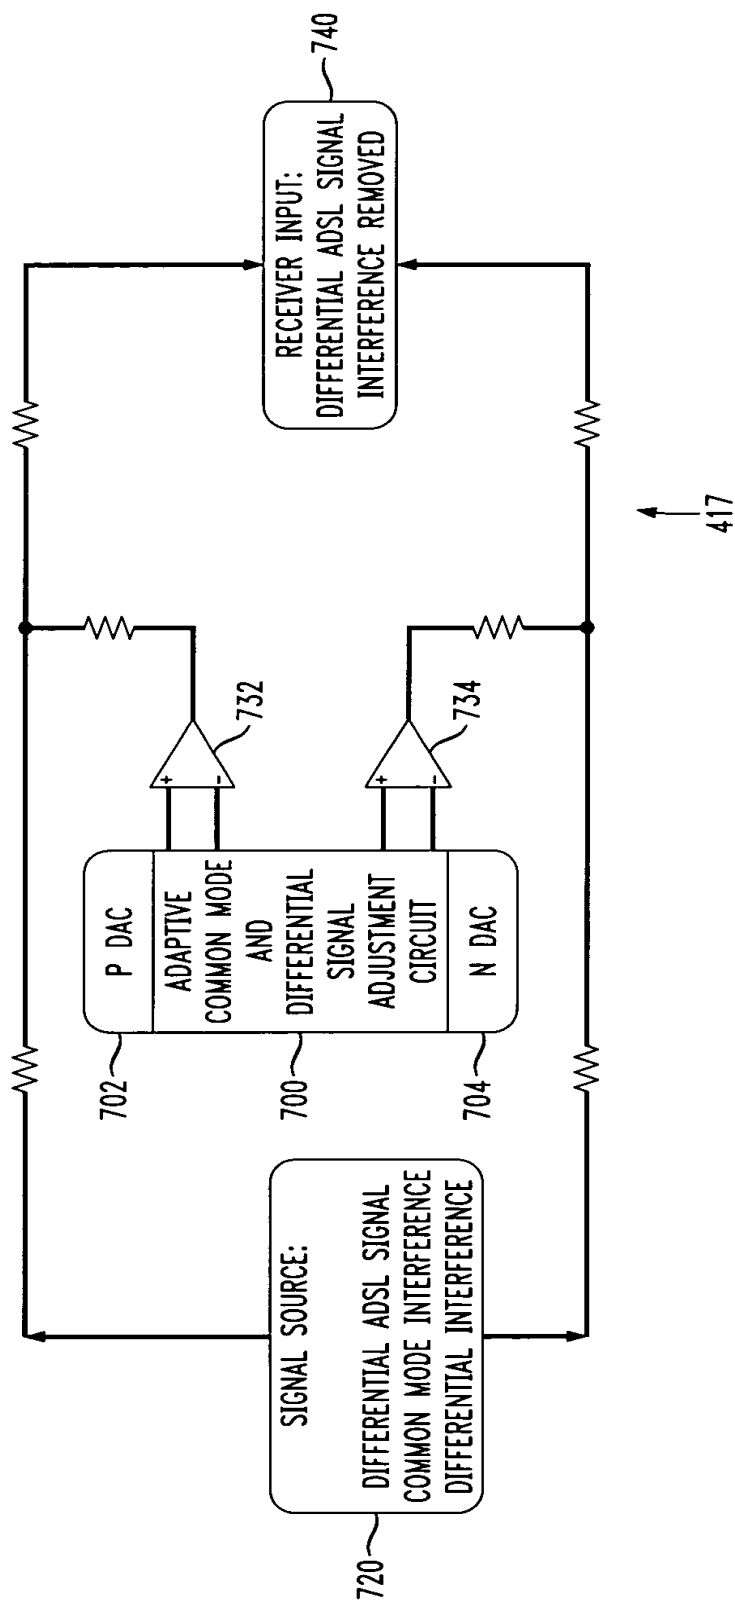 SIGNAL SOURCE:
DIFFERENTIAL ADSL SIGNAL
COMMON MODE INTERFERENCE
DIFFERENTIAL INTERFERENCE
720
702
700
704
P DAC
ADAPTIVE
COMMON MODE
AND
DIFFERENTIAL
SIGNAL
ADJUSTMENT
CIRCUIT
N DAC
+
-
732
+
-
734
RECEIVER INPUT:
DIFFERENTIAL ADSL SIGNAL
INTERFERENCE REMOVED
740
417